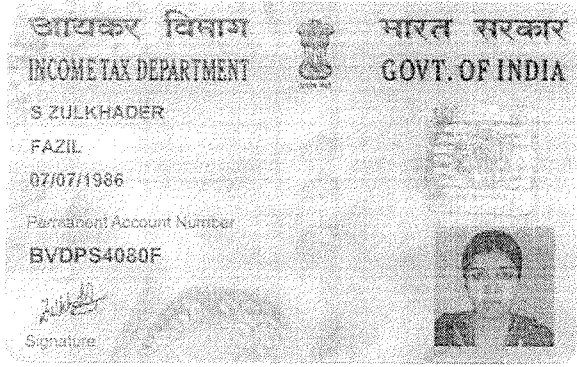 आयकर विभाग
INCOME TAX DEPARTMENT
भारत सरकार
GOVT. OF INDIA
S ZULKHADER
FAZIL
07/07/1986
Permanent Account Number
BVDPS4080F
Signature